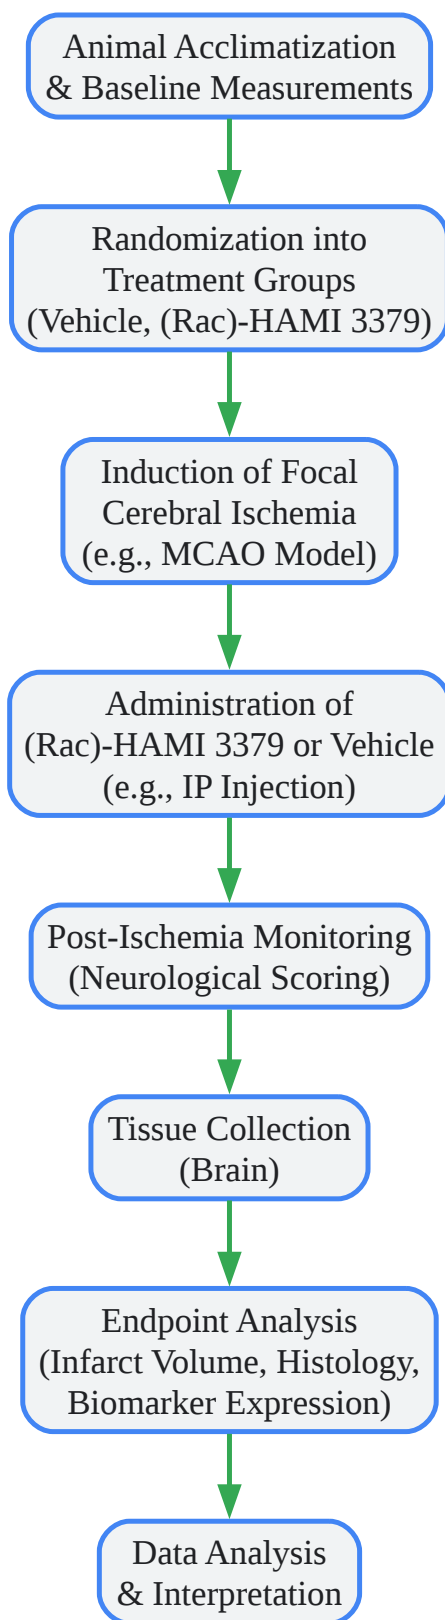 Animal Acclimatization
& Baseline Measurements
Randomization into
Treatment Groups
(Vehicle, (Rac)-HAMI 3379)
Induction of Focal
Cerebral Ischemia
(e.g., MCAO Model)
Administration of
(Rac)-HAMI 3379 or Vehicle
(e.g., IP Injection)
Post-Ischemia Monitoring
(Neurological Scoring)
Tissue Collection
(Brain)
Endpoint Analysis
(Infarct Volume, Histology,
Biomarker Expression)
Data Analysis
& Interpretation